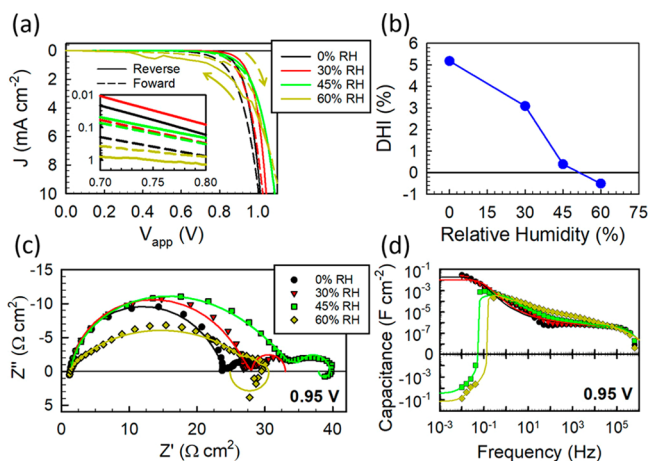 (a)
J (mA cm-2)
0
2
4
6
8
10
0.0 0.2 0.4 0.6 0.8 1.0
Vapp (V)
Reverse
Foward
0.01
0.1
1
0.70 0.75 0.80
0% RH
30% RH
45% RH
60% RH
(b)
DHI (%)
6
5
4
3
2
1
0
-1
0 15 30 45 60 75
Relative Humidity (%)
(c)
Z'' (Ω cm2)
-15
-10
-5
0
5
0 10 20 30 40
Z' (Ω cm2)
0% RH
30% RH
45% RH
60% RH
0.95 V
(d)
Capacitance (F cm-2)
10-1
10-3
10-5
10-7
-10-5
-10-3
-10-1
10-3 10-1 101 103 105
Frequency (Hz)
0.95 V